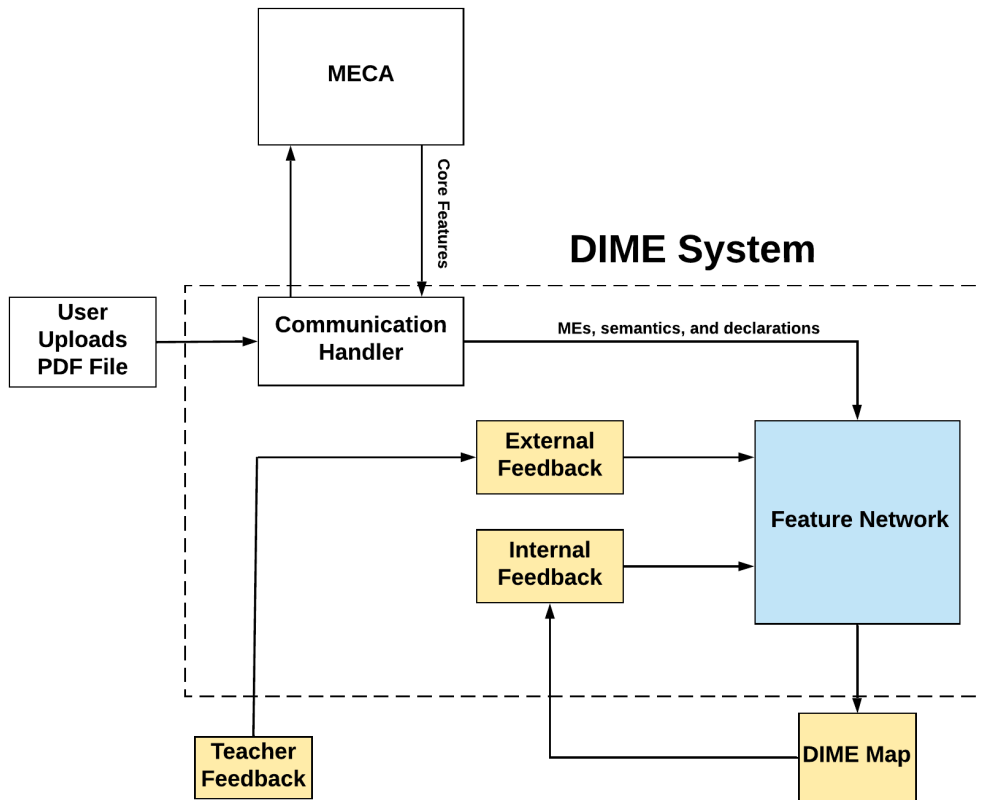 MECA
Core Features
DIME System
User
Uploads
PDF File
Communication
Handler
MEs, semantics, and declarations
External
Feedback
Internal
Feedback
Feature Network
Teacher
Feedback
DIME Map